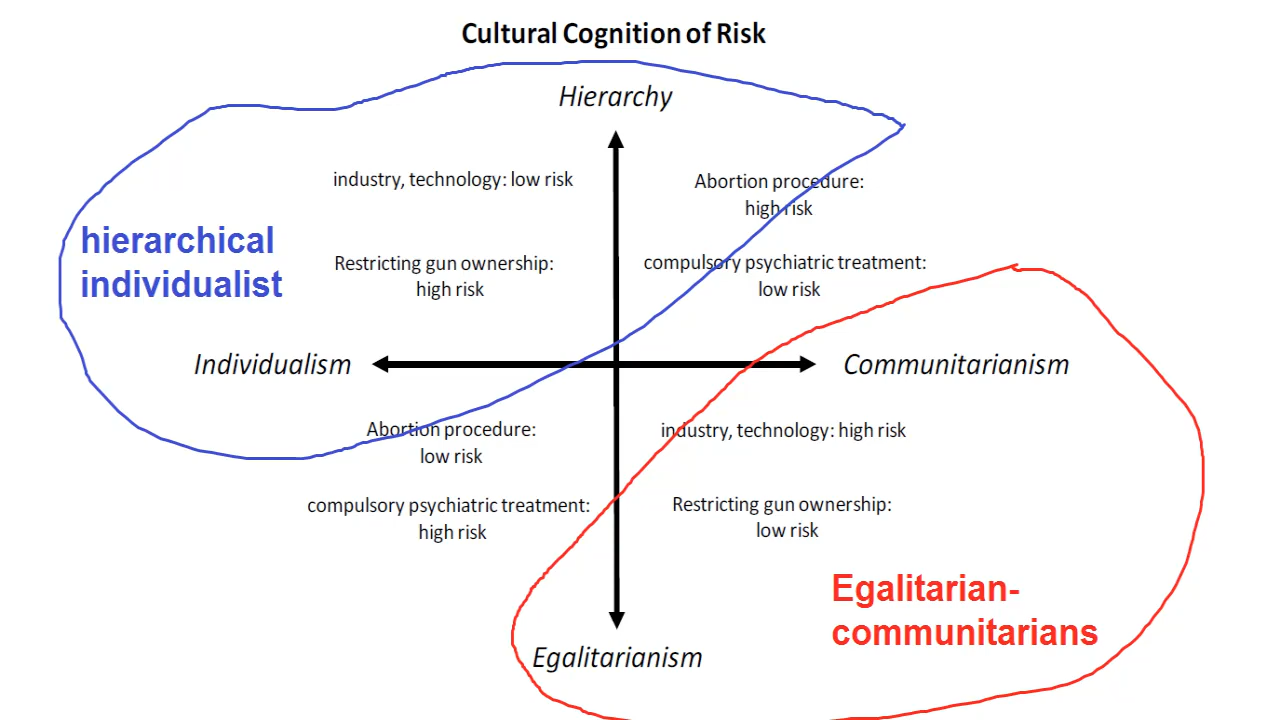 Cultural Cognition of Risk
Hierarchy
industry, technology: low risk
Abortion procedure:
high risk
hierarchical
individualist
Restricting gun ownership:
high risk
compulsory psychiatric treatment:
low risk
Individualism
Communitarianism
Abortion procedure:
low risk
industry, technology: high risk
compulsory psychiatric treatment:
high risk
Restricting gun ownership:
low risk
Egalitarian-
communitarians
Egalitarianism